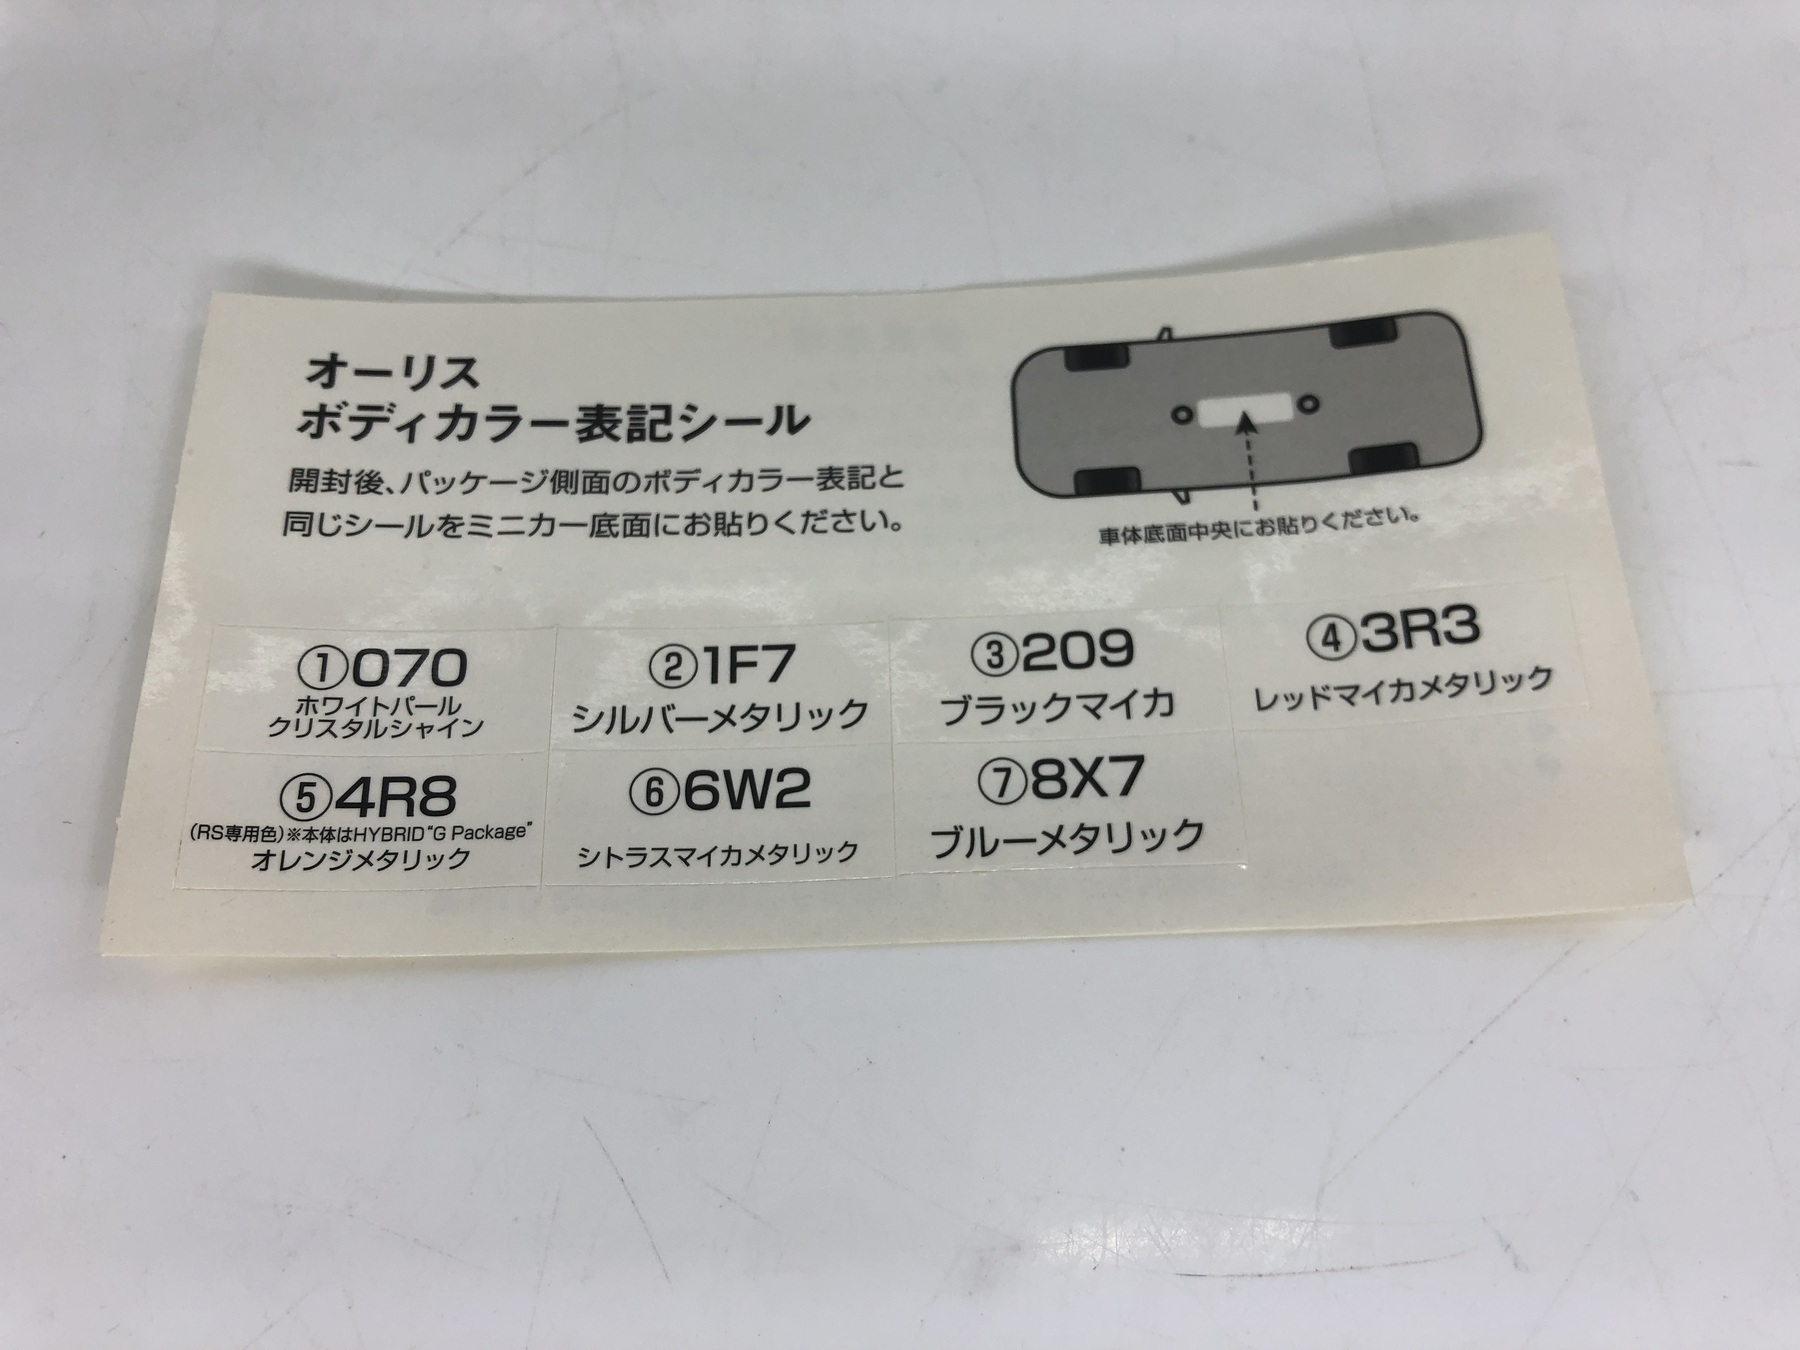 オーリス
ボディカラー表記シール
開封後、パッケージ側面のボディカラー表記と
同じシールをミニカー底面にお貼りください。
車体底面中央にお貼りください。
①070
ホワイトパール
クリスタルシャイン
②1F7
シルバーメタリック
③209
ブラックマイカ
④3R3
レッドマイカメタリック
⑤4R8
(RS専用色)※本体はHYBRID“G Package”
オレンジメタリック
⑥6W2
シトラスマイカメタリック
⑦8X7
ブルーメタリック